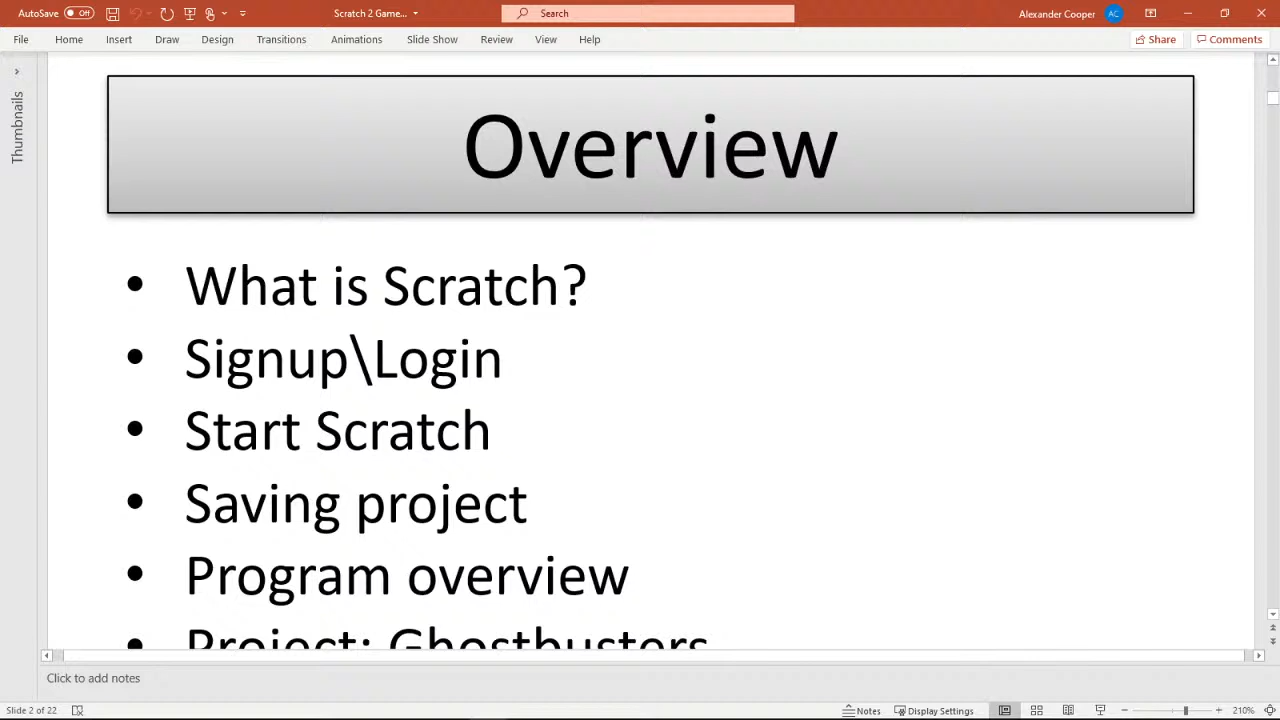 AutoSave Off Scratch 2 Game... Search Alexander Cooper AC
File Home Insert Draw Design Transitions Animations Slide Show Review View Help Share Comments
Thumbnails
Overview
• What is Scratch?
• Signup\Login
• Start Scratch
• Saving project
• Program overview
• Project: Ghostbusters
Click to add notes
Slide 2 of 22 Notes Display Settings 210%